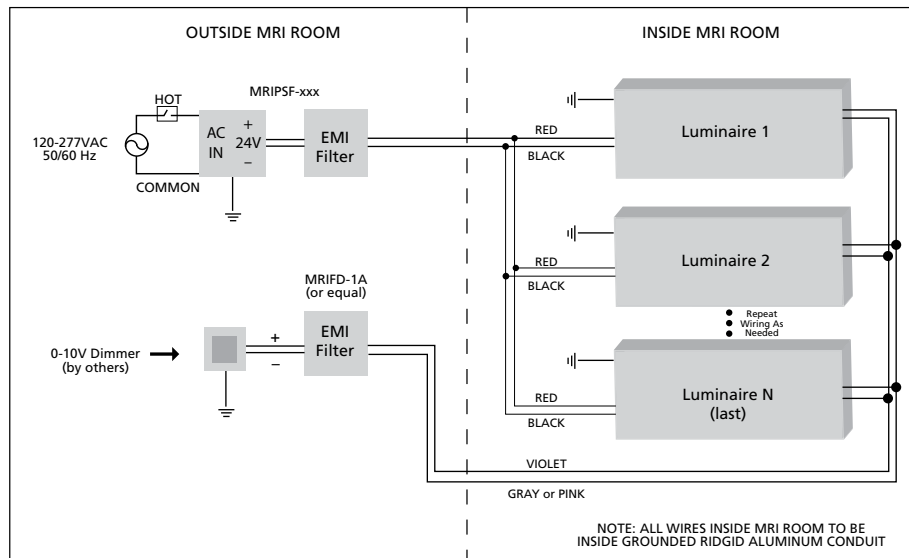 OUTSIDE MRI ROOM
INSIDE MRI ROOM
MRIPSF-xxx
HOT
120-277VAC
50/60 Hz
COMMON
AC
IN
+
24V
−
EMI
Filter
RED
BLACK
Luminaire 1
RED
BLACK
Luminaire 2
Repeat
Wiring As
Needed
MRIFD-1A
(or equal)
0-10V Dimmer
(by others)
+
−
EMI
Filter
RED
BLACK
Luminaire N
(last)
VIOLET
GRAY or PINK
NOTE: ALL WIRES INSIDE MRI ROOM TO BE
INSIDE GROUNDED RIDGID ALUMINUM CONDUIT